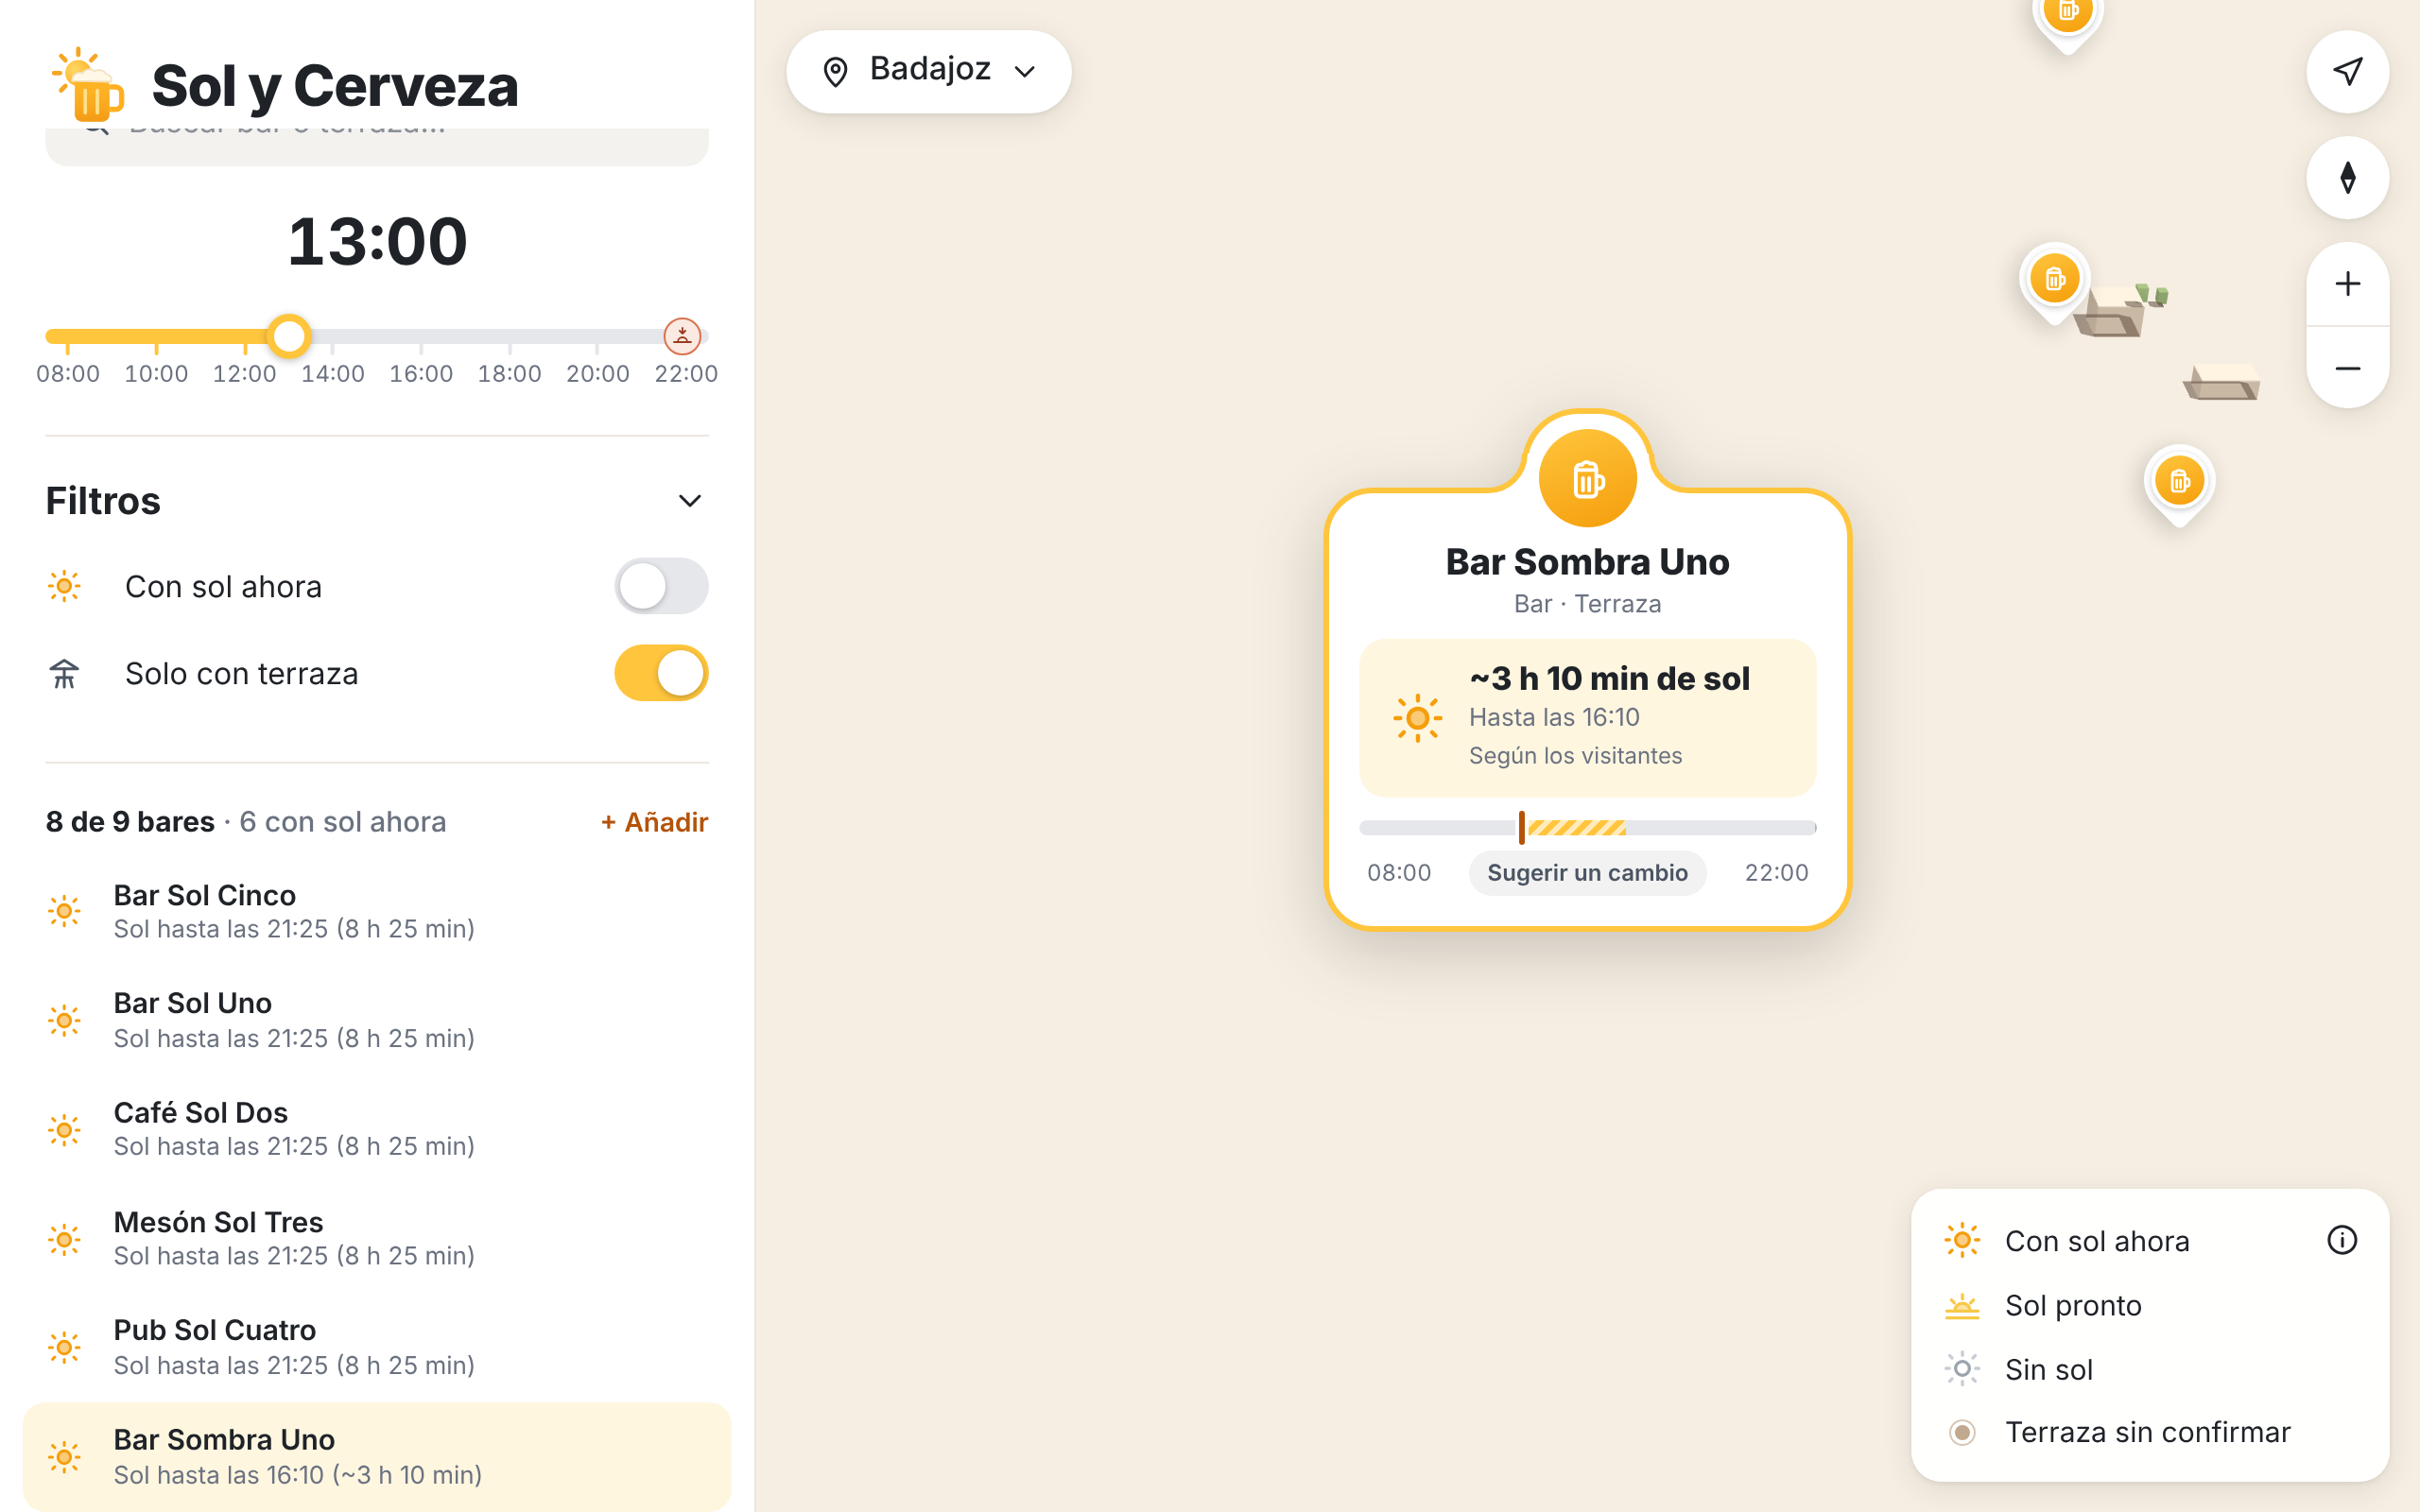 Sol y Cerveza
Buscar bar o terraza...
13:00
08:00 10:00 12:00 14:00 16:00 18:00 20:00 22:00
Filtros
Con sol ahora
Solo con terraza
8 de 9 bares · 6 con sol ahora
+ Añadir
Bar Sol Cinco
Sol hasta las 21:25 (8 h 25 min)
Bar Sol Uno
Sol hasta las 21:25 (8 h 25 min)
Café Sol Dos
Sol hasta las 21:25 (8 h 25 min)
Mesón Sol Tres
Sol hasta las 21:25 (8 h 25 min)
Pub Sol Cuatro
Sol hasta las 21:25 (8 h 25 min)
Bar Sombra Uno
Sol hasta las 16:10 (~3 h 10 min)
Badajoz
Bar Sombra Uno
Bar · Terraza
~3 h 10 min de sol
Hasta las 16:10
Según los visitantes
08:00 Sugerir un cambio 22:00
Con sol ahora
Sol pronto
Sin sol
Terraza sin confirmar